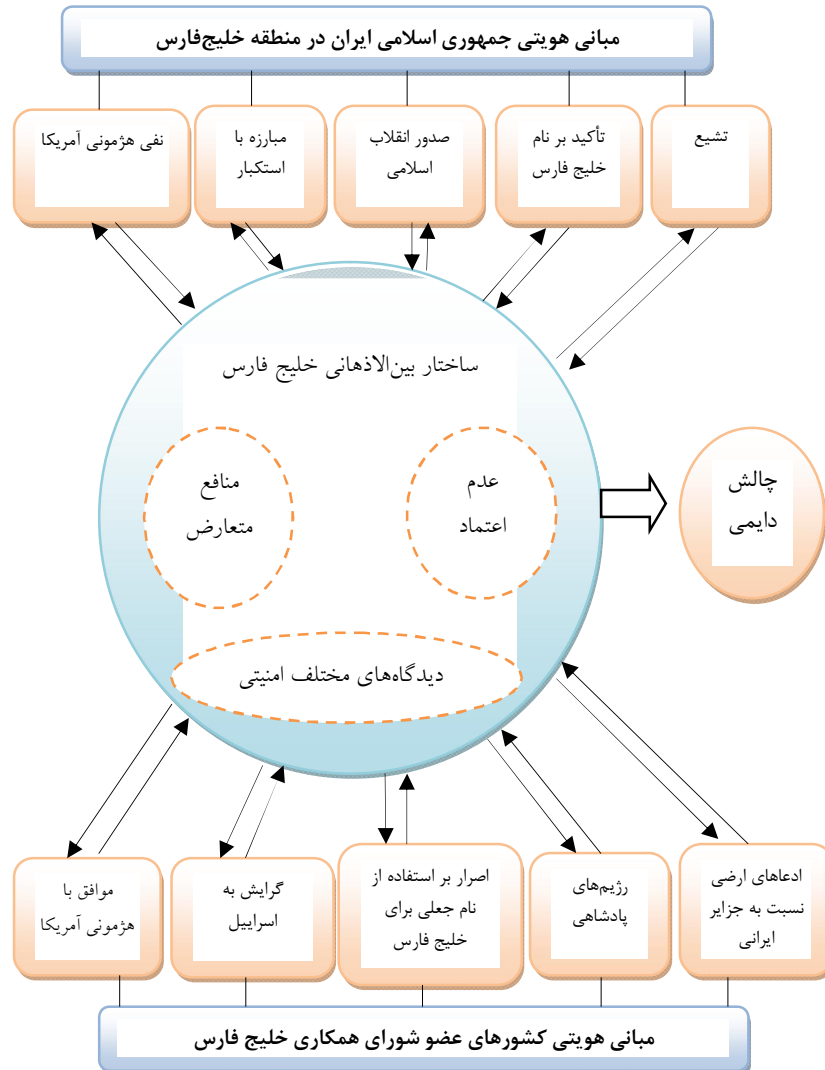 مبانی هویتی جمهوری اسلامی ایران در منطقه خلیج‌فارس
تشیع
تأکید بر نام
خلیج فارس
صدور انقلاب
اسلامی
مبارزه با
استکبار
نفی هژمونی آمریکا
ساختار بین‌الاذهانی خلیج فارس
عدم
اعتماد
منافع
متعارض
دیدگاه‌های مختلف امنیتی
چالش
دایمی
ادعاهای ارضی
نسبت به جزایر
ایرانی
رژیم‌های
پادشاهی
اصرار بر استفاده از
نام جعلی برای
خلیج فارس
گرایش به
اسراییل
موافق با
هژمونی آمریکا
مبانی هویتی کشورهای عضو شورای همکاری خلیج فارس